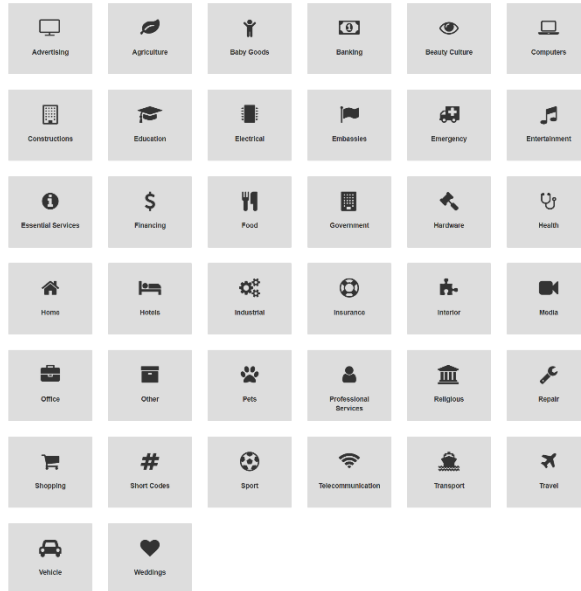 Advertising
Agriculture
Baby Goods
Banking
Beauty Culture
Computers
Constructions
Education
Electrical
Embassies
Emergency
Entertainment
Essential Services
Financing
Food
Government
Hardware
Health
Home
Hotels
Industrial
Insurance
Interior
Media
Office
Other
Pets
Professional
Services
Religious
Repair
Shopping
Short Codes
Sport
Telecommunication
Transport
Travel
Vehicle
Weddings